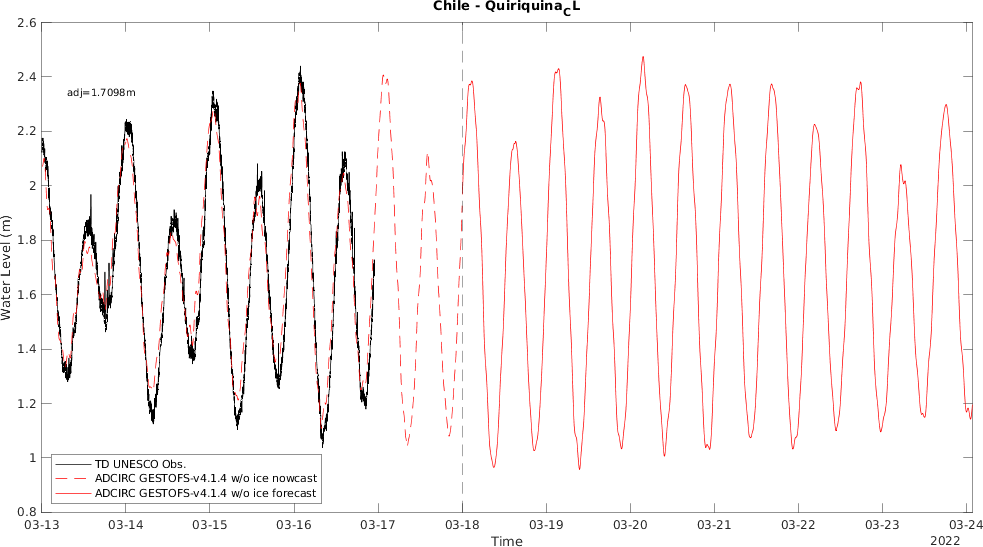 Chile - Quiriquina_CL
2.6
2.4
2.2
2
1.8
1.6
1.4
1.2
1
0.8
Water Level (m)
adj=1.7098m
TD UNESCO Obs.
ADCIRC GESTOFS-v4.1.4 w/o ice nowcast
ADCIRC GESTOFS-v4.1.4 w/o ice forecast
03-13 03-14 03-15 03-16 03-17 03-18 03-19 03-20 03-21 03-22 03-23 03-24
Time
2022